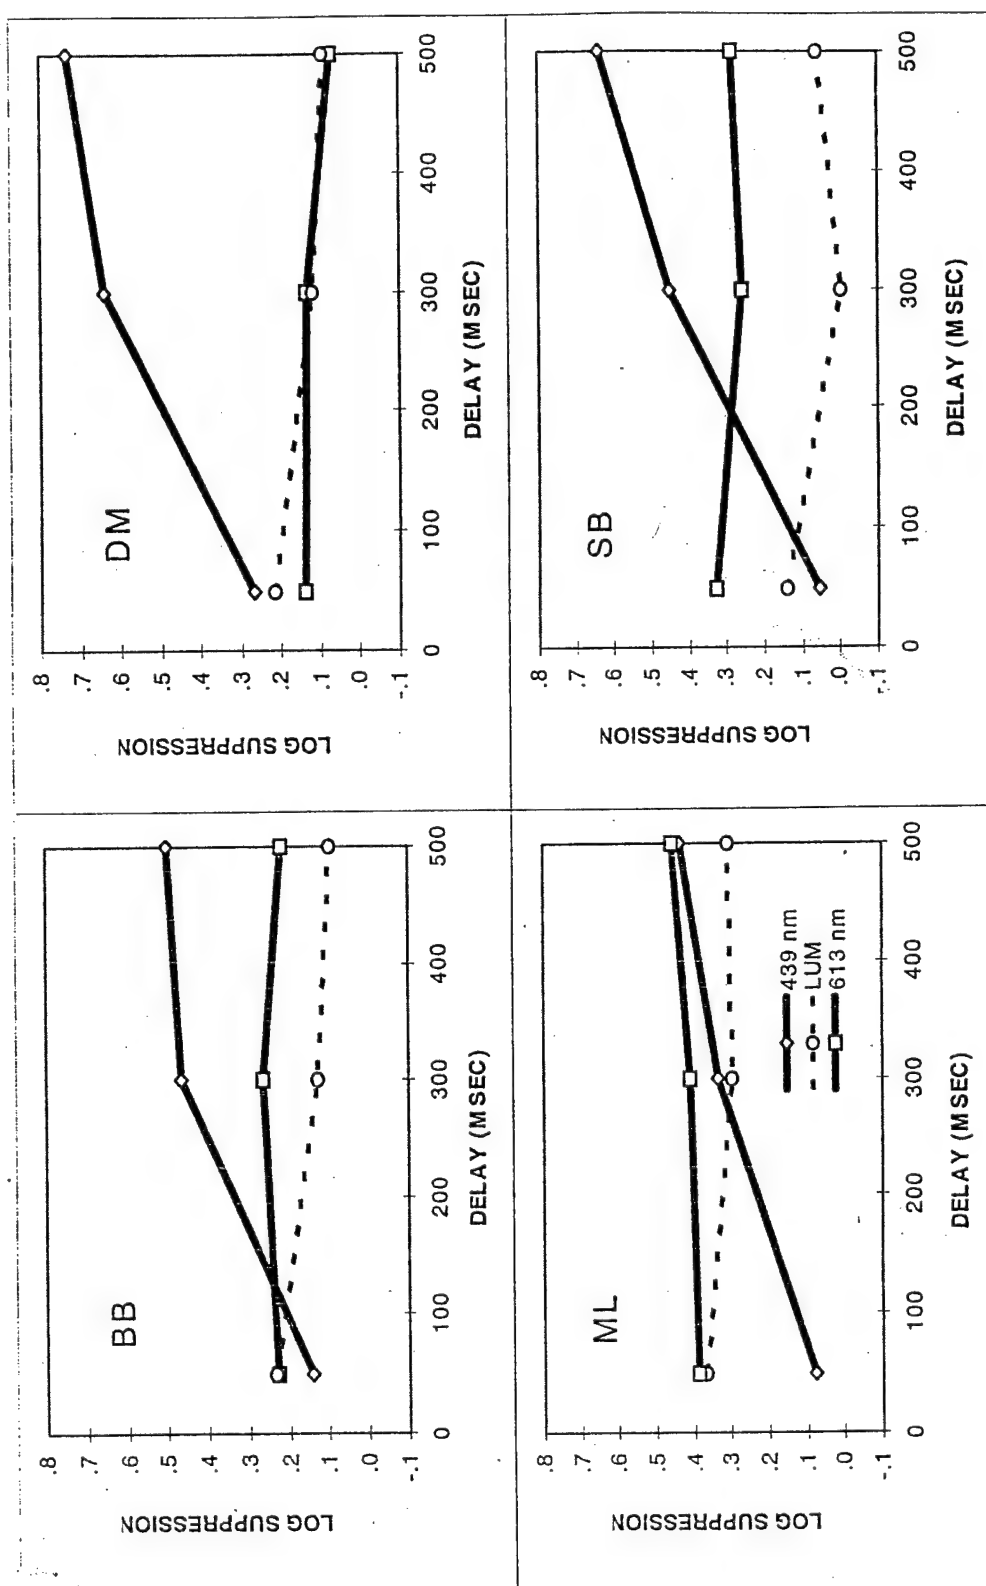 BB
LOG SUPPRESSION
.8
.7
.6
.5
.4
.3
.2
.1
.0
-.1
0 100 200 300 400 500
DELAY (MSEC)
DM
LOG SUPPRESSION
.8
.7
.6
.5
.4
.3
.2
.1
.0
-.1
0 100 200 300 400 500
DELAY (MSEC)
ML
LOG SUPPRESSION
.8
.7
.6
.5
.4
.3
.2
.1
.0
-.1
439 nm
LUM
613 nm
0 100 200 300 400 500
DELAY (MSEC)
SB
LOG SUPPRESSION
.8
.7
.6
.5
.4
.3
.2
.1
.0
-.1
0 100 200 300 400 500
DELAY (MSEC)